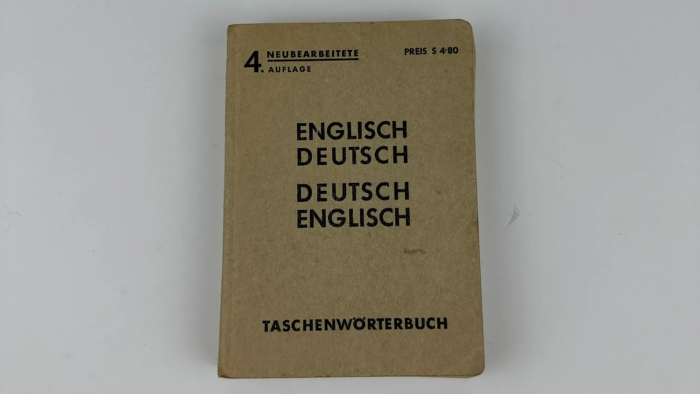 4. NEUBEARBEITETE
AUFLAGE
PREIS S 4·80
ENGLISCH
DEUTSCH
DEUTSCH
ENGLISCH
TASCHENWÖRTERBUCH